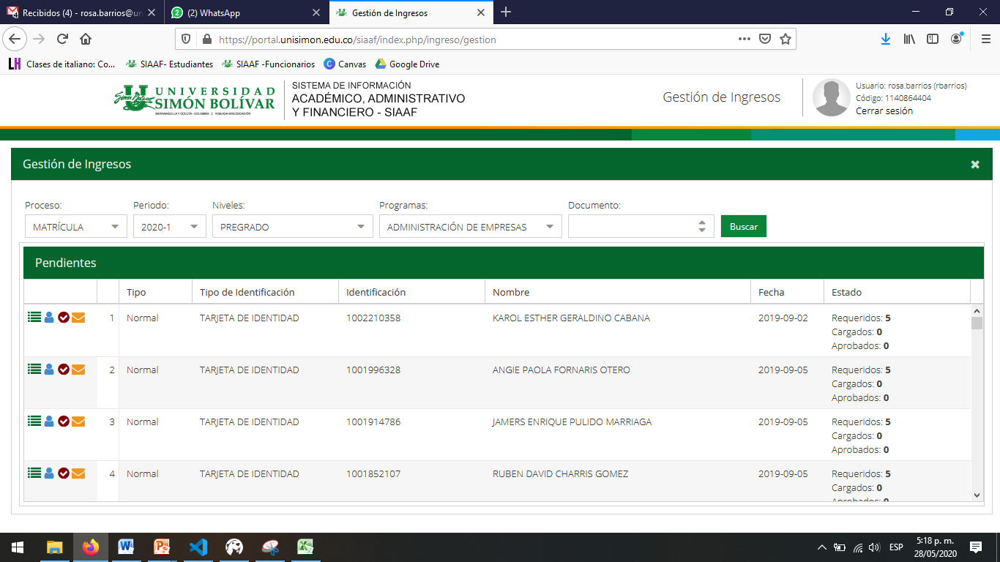 Recibidos (4) - rosa.barrios@un
(2) WhatsApp
Gestión de Ingresos
https://portal.unisimon.edu.co/siaaf/index.php/ingreso/gestion
Clases de italiano: Co...
SIAAF- Estudiantes
SIAAF -Funcionarios
Canvas
Google Drive
UNIVERSIDAD
SIMÓN BOLÍVAR
BARRANQUILLA Y CÚCUTA - COLOMBIA | VIGILADA MINEDUCACIÓN
SISTEMA DE INFORMACIÓN
ACADÉMICO, ADMINISTRATIVO
Y FINANCIERO - SIAAF
Gestión de Ingresos
Usuario: rosa.barrios (rbarrios)
Código: 1140864404
Cerrar sesión
Gestión de Ingresos
Proceso: Periodo: Niveles: Programas: Documento:
MATRÍCULA 2020-1 PREGRADO ADMINISTRACIÓN DE EMPRESAS Buscar
Pendientes
Tipo Tipo de Identificación Identificación Nombre Fecha Estado
1 Normal TARJETA DE IDENTIDAD 1002210358 KAROL ESTHER GERALDINO CABANA 2019-09-02 Requeridos: 5
Cargados: 0
Aprobados: 0
2 Normal TARJETA DE IDENTIDAD 1001996328 ANGIE PAOLA FORNARIS OTERO 2019-09-05 Requeridos: 5
Cargados: 0
Aprobados: 0
3 Normal TARJETA DE IDENTIDAD 1001914786 JAMERS ENRIQUE PULIDO MARRIAGA 2019-09-05 Requeridos: 5
Cargados: 0
Aprobados: 0
4 Normal TARJETA DE IDENTIDAD 1001852107 RUBEN DAVID CHARRIS GOMEZ 2019-09-05 Requeridos: 5
Cargados: 0
Aprobados: 0
ESP
5:18 p. m.
28/05/2020